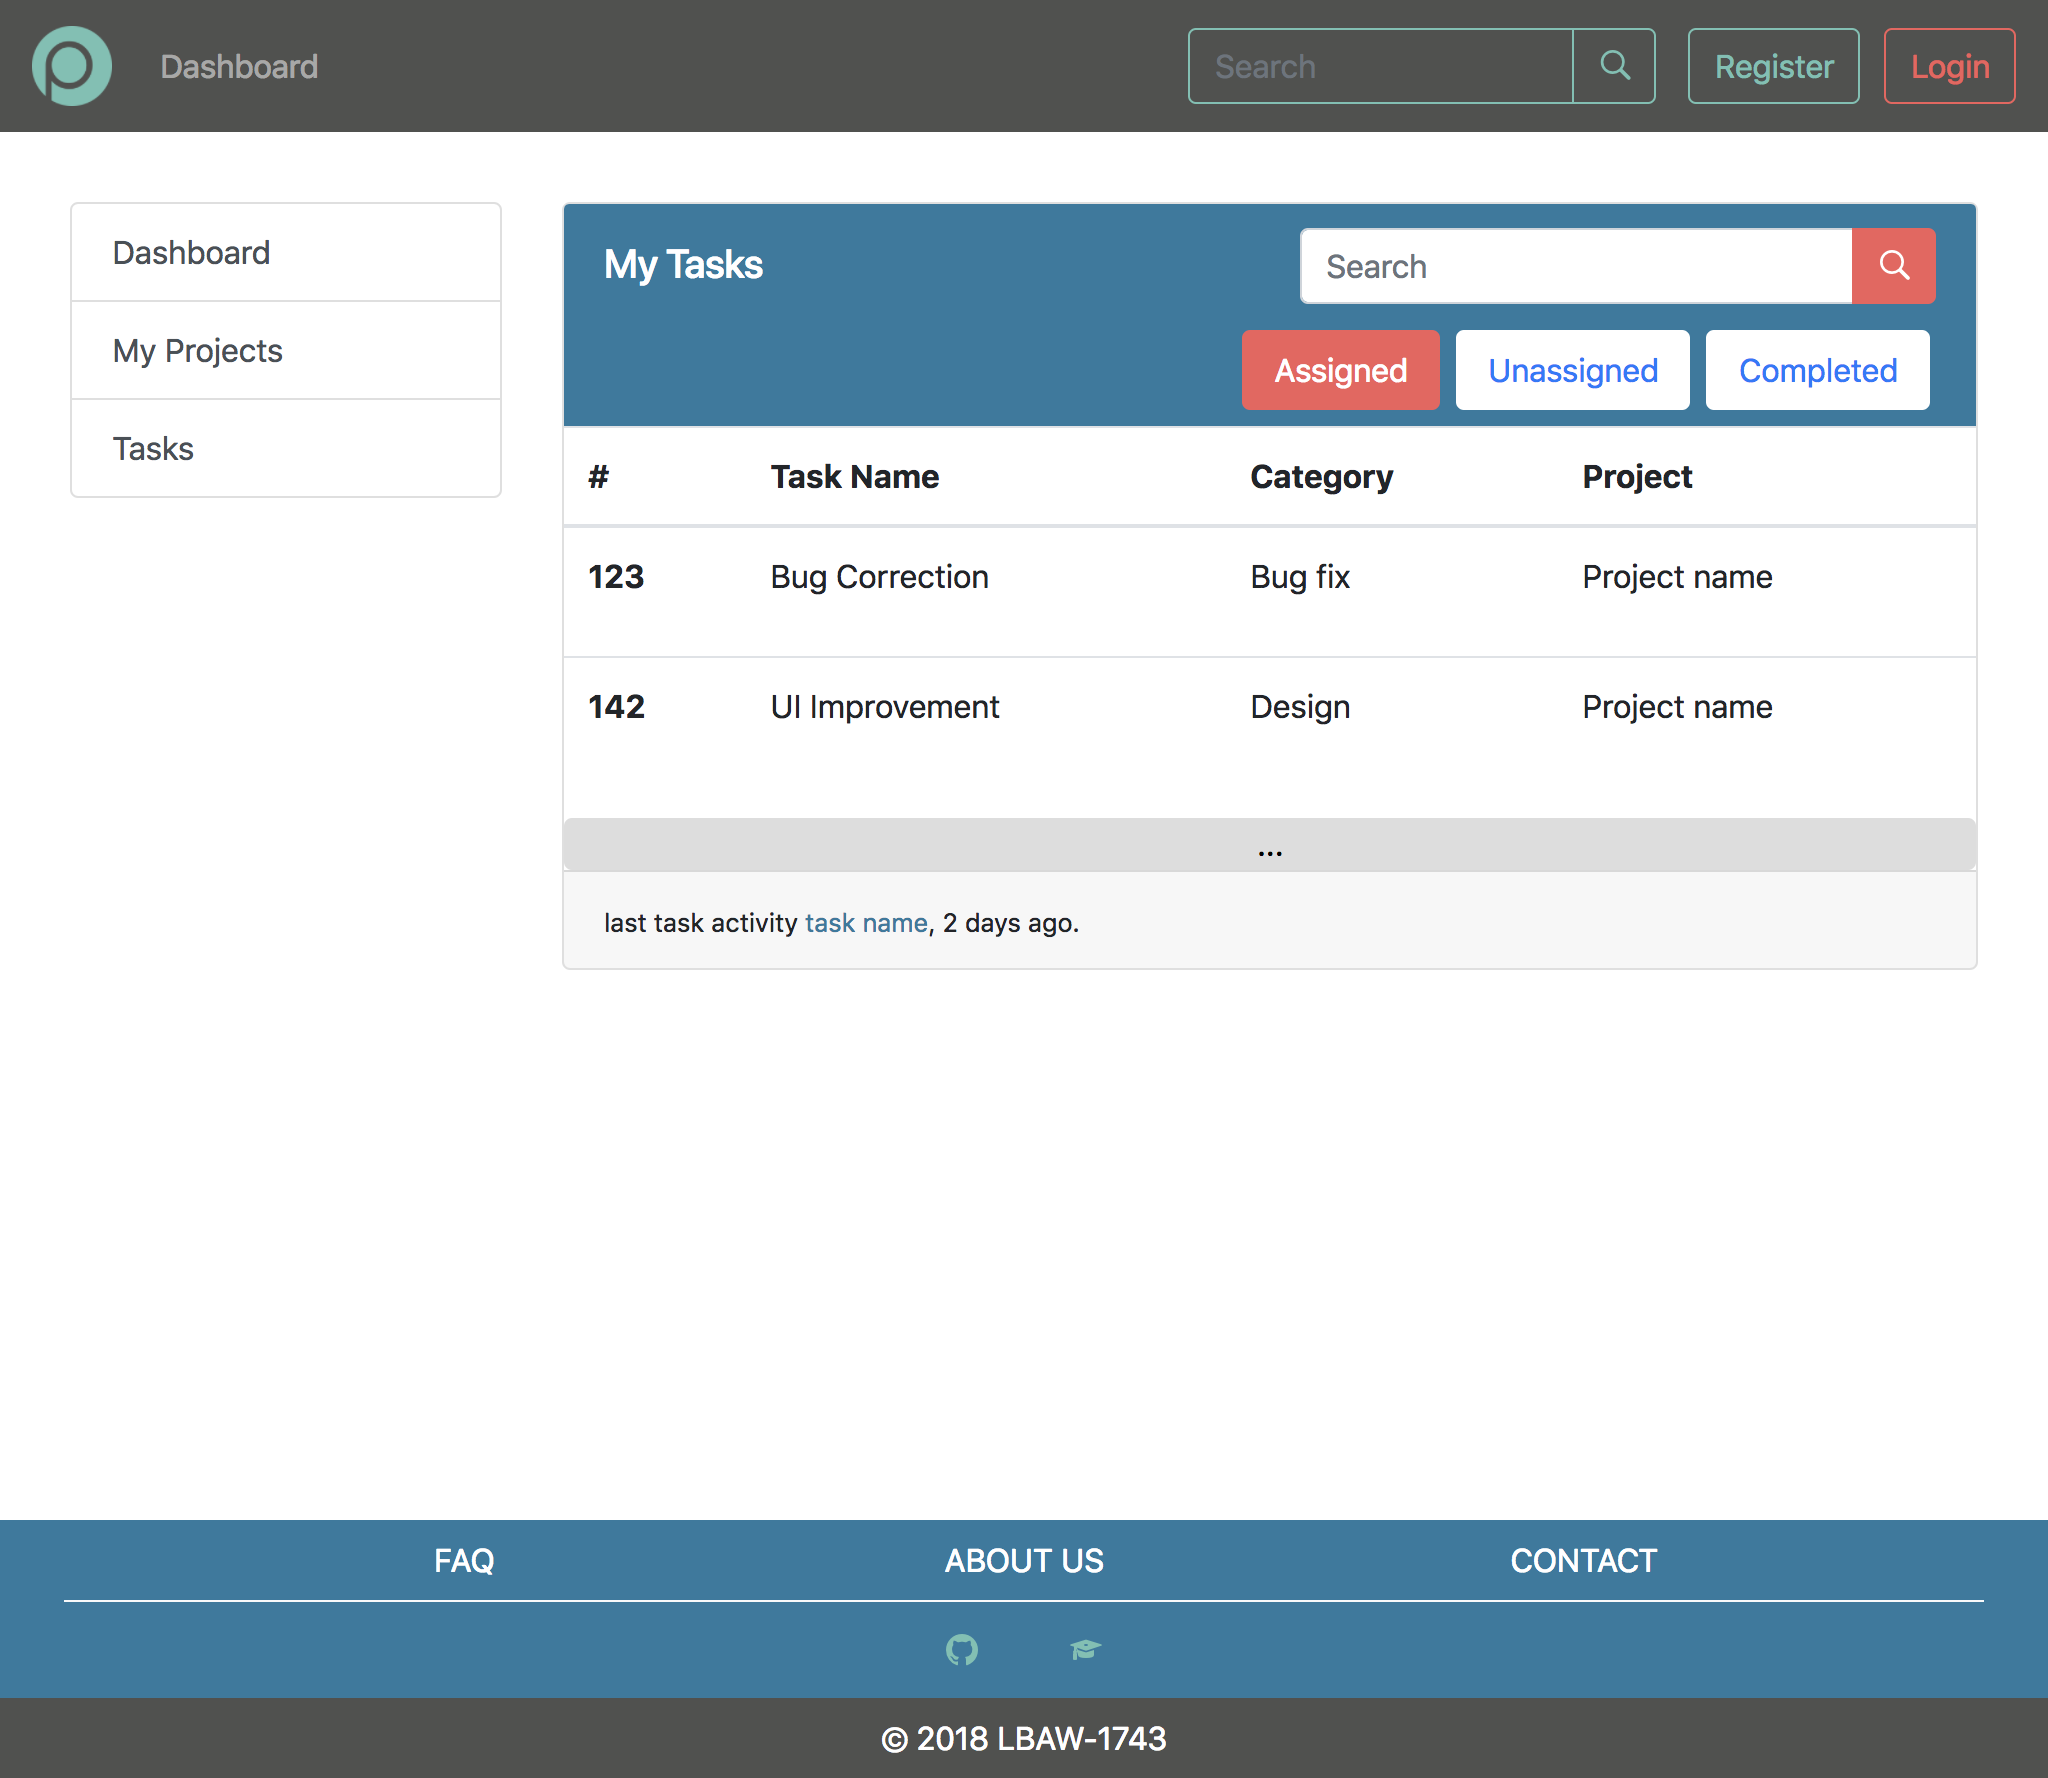 Dashboard
Search
Register
Login
Dashboard
My Projects
Tasks
My Tasks
Search
Assigned Unassigned Completed
# Task Name Category Project
123 Bug Correction Bug fix Project name
142 UI Improvement Design Project name
...
last task activity task name, 2 days ago.
FAQ ABOUT US CONTACT
© 2018 LBAW-1743